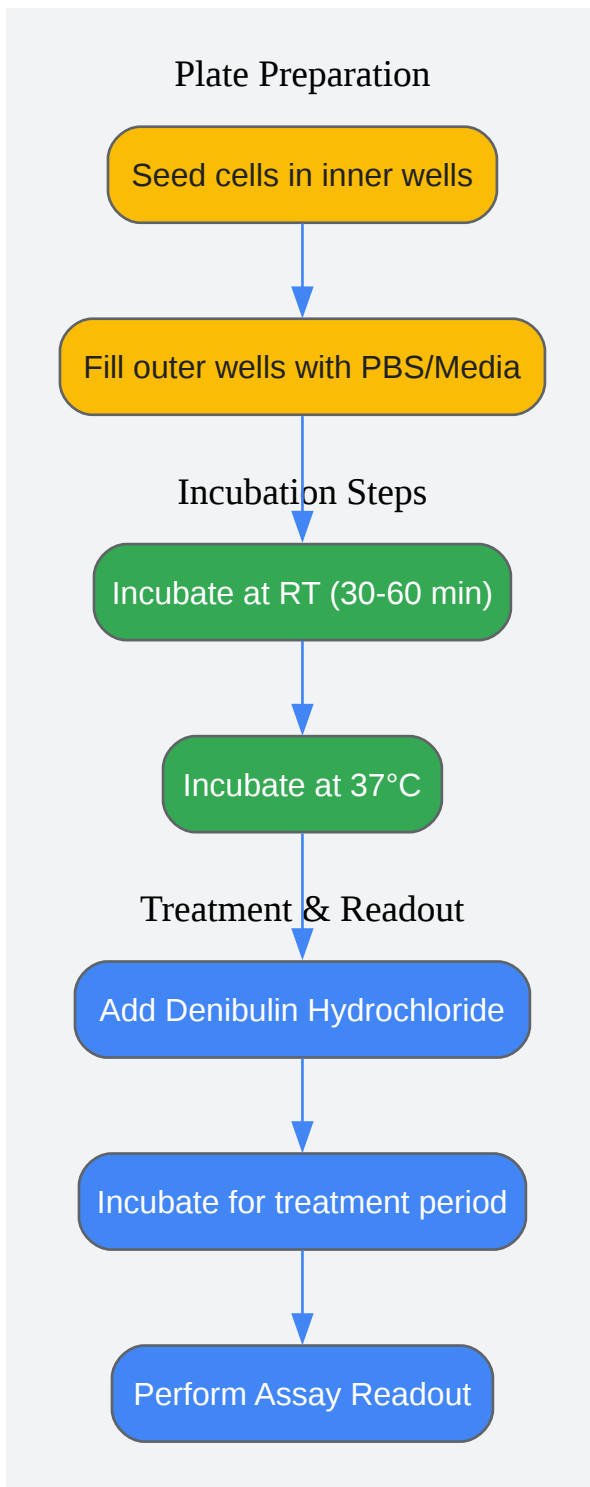 Plate Preparation
Seed cells in inner wells
Fill outer wells with PBS/Media
Incubation Steps
Incubate at RT (30-60 min)
Incubate at 37°C
Treatment & Readout
Add Denibulin Hydrochloride
Incubate for treatment period
Perform Assay Readout